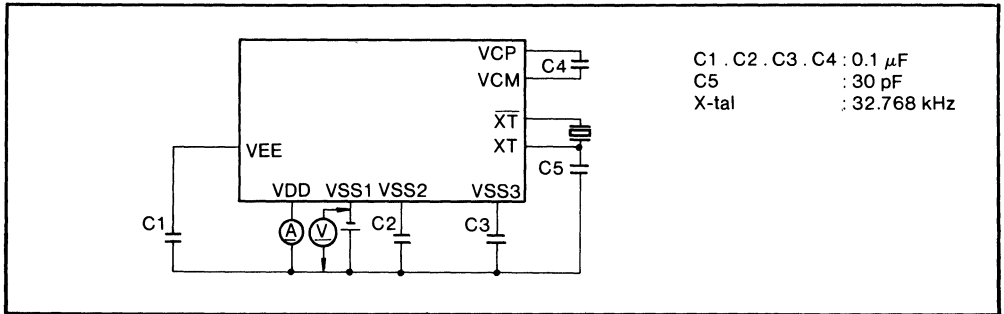 VCP
C4
VCM
C1 . C2 . C3 . C4 : 0.1 μF
C5 : 30 pF
X-tal : 32.768 kHz
X̅T̅
XT
VEE
C5
VDD VSS1 VSS2 VSS3
C1
A
V
C2
C3